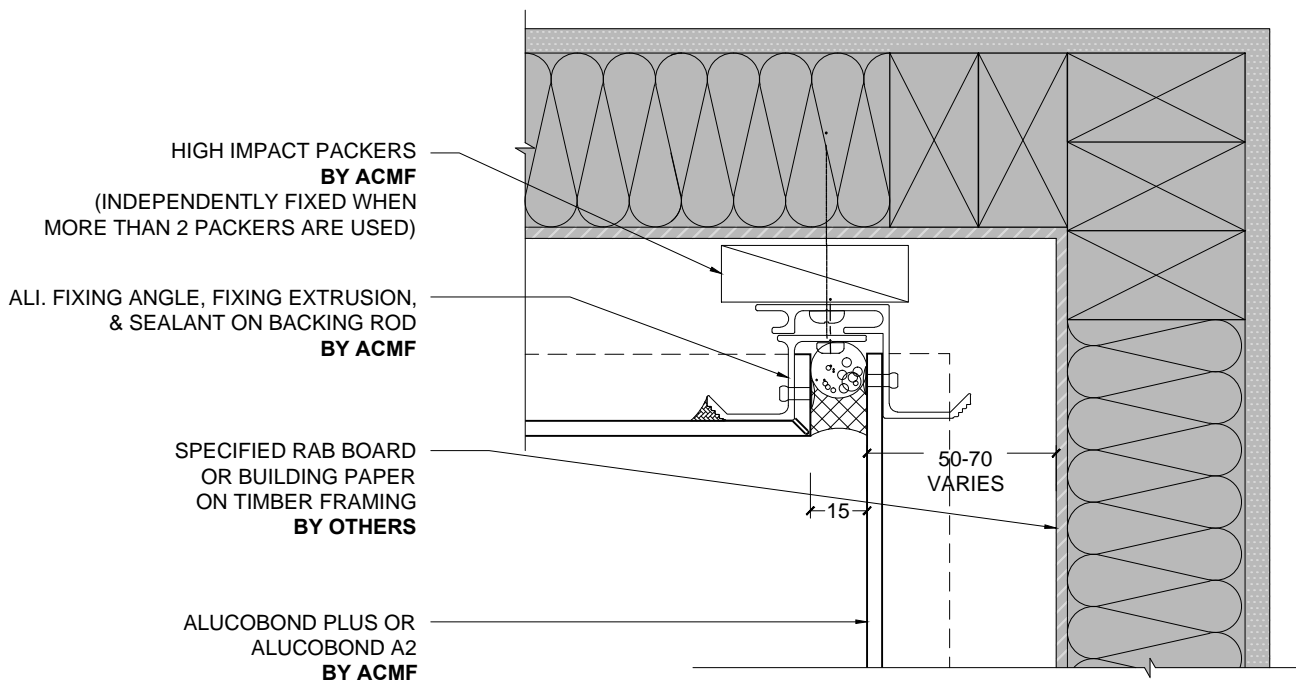 HIGH IMPACT PACKERS
BY ACMF
(INDEPENDENTLY FIXED WHEN
MORE THAN 2 PACKERS ARE USED)
ALI. FIXING ANGLE, FIXING EXTRUSION,
& SEALANT ON BACKING ROD
BY ACMF
SPECIFIED RAB BOARD
OR BUILDING PAPER
ON TIMBER FRAMING
BY OTHERS
50-70
VARIES
15
ALUCOBOND PLUS OR
ALUCOBOND A2
BY ACMF